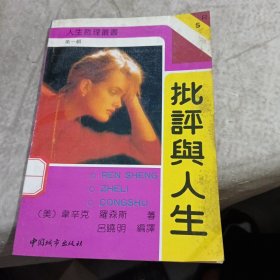 人生哲理叢書
第一輯
5
批評與人生
REN SHENG
ZHELI
CONGSHU
(美) 韋辛克 羅森斯 著
呂曉明 編譯
中國城市出版社